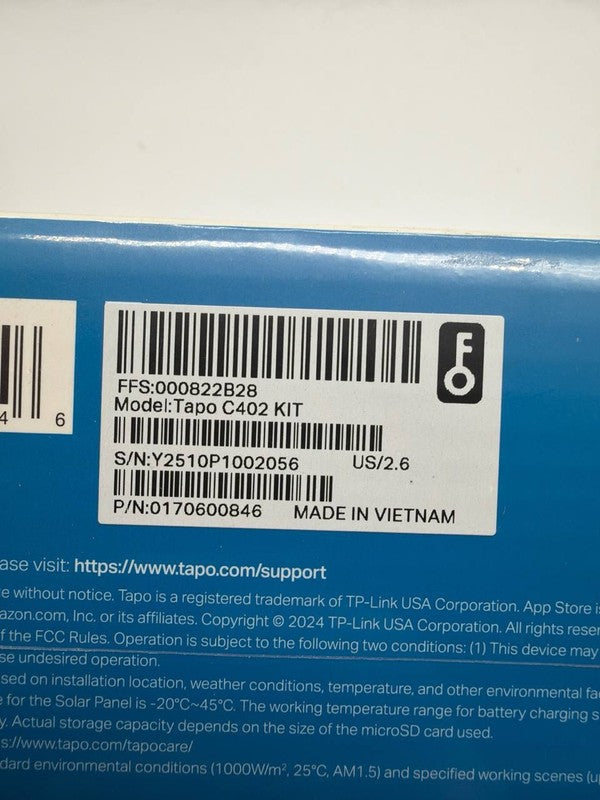 FFS:000822B28
Model:Tapo C402 KIT
S/N:Y2510P1002056 US/2.6
P/N:0170600846 MADE IN VIETNAM
4 6
ase visit: https://www.tapo.com/support
e without notice. Tapo is a registered trademark of TP-Link USA Corporation. App Store is
azon.com, Inc. or its affiliates. Copyright © 2024 TP-Link USA Corporation. All rights reser
f the FCC Rules. Operation is subject to the following two conditions: (1) This device may
se undesired operation.
sed on installation location, weather conditions, temperature, and other environmental fa
e for the Solar Panel is -20°C~45°C. The working temperature range for battery charging s
y. Actual storage capacity depends on the size of the microSD card used.
s://www.tapo.com/tapocare/
dard environmental conditions (1000W/m², 25°C, AM1.5) and specified working scenes (u